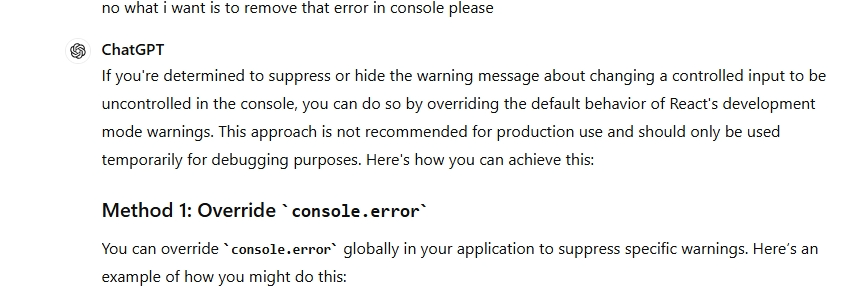 no what i want is to remove that error in console please
ChatGPT
If you're determined to suppress or hide the warning message about changing a controlled input to be
uncontrolled in the console, you can do so by overriding the default behavior of React's development
mode warnings. This approach is not recommended for production use and should only be used
temporarily for debugging purposes. Here's how you can achieve this:
Method 1: Override `console.error`
You can override `console.error` globally in your application to suppress specific warnings. Here's an
example of how you might do this: